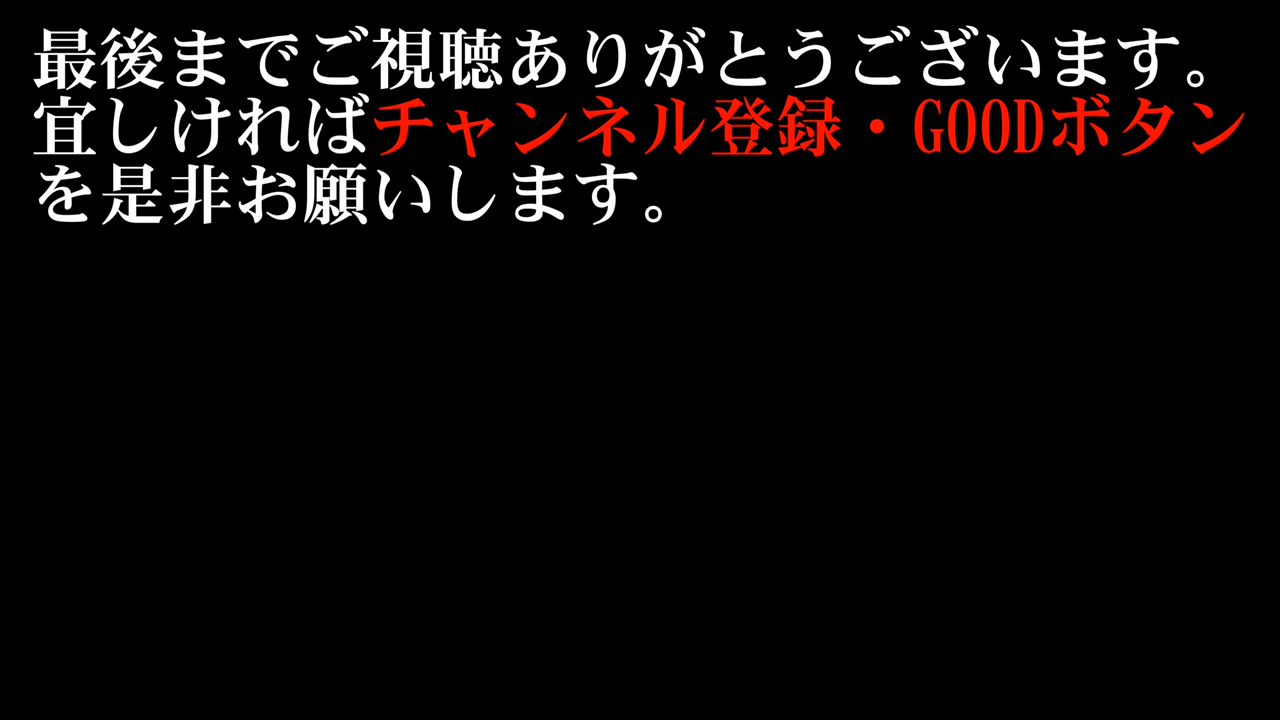 最後までご視聴ありがとうございます。
宜しければチャンネル登録・GOODボタン
を是非お願いします。